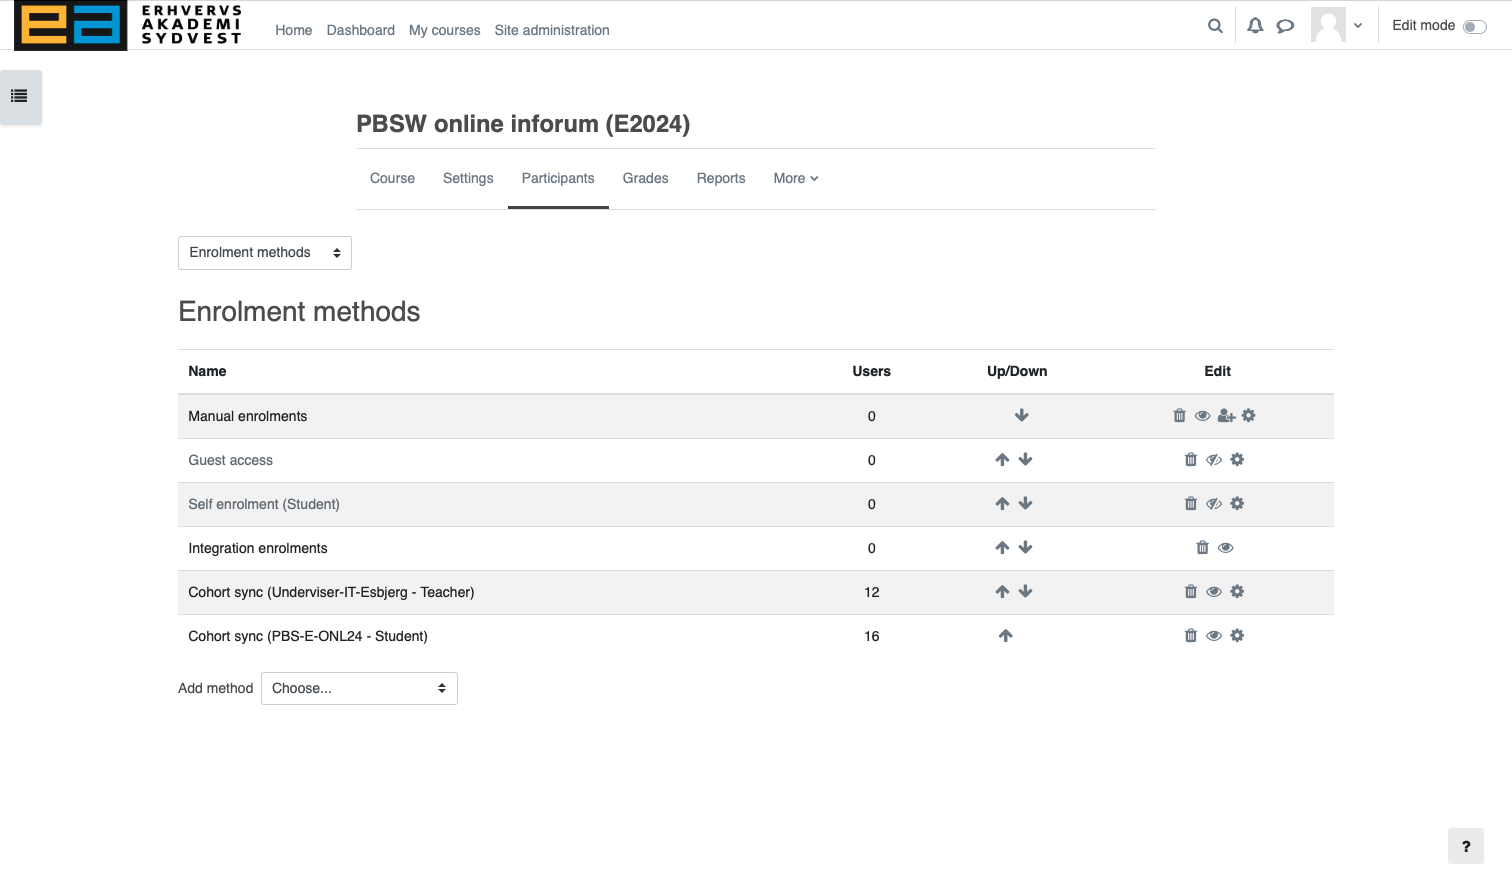 ERHVERVS
AKADEMI
SYDVEST
Home Dashboard My courses Site administration
Edit mode
PBSW online inforum (E2024)
Course Settings Participants Grades Reports More
Enrolment methods
Enrolment methods
Name Users Up/Down Edit
Manual enrolments 0
Guest access 0
Self enrolment (Student) 0
Integration enrolments 0
Cohort sync (Underviser-IT-Esbjerg - Teacher) 12
Cohort sync (PBS-E-ONL24 - Student) 16
Add method Choose...
?